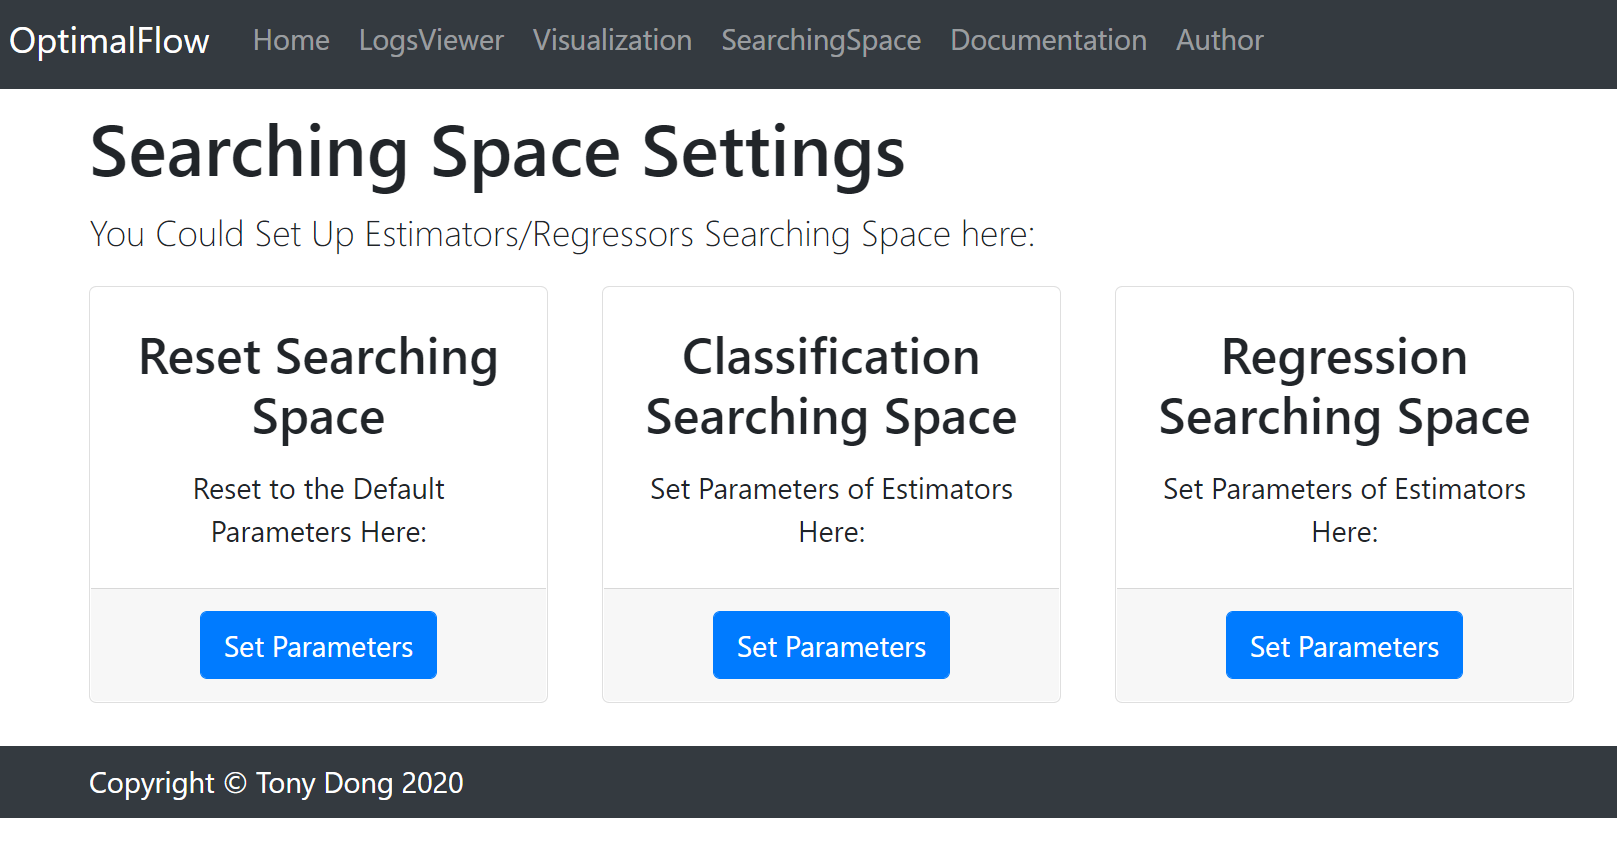 OptimalFlow Home LogsViewer Visualization SearchingSpace Documentation Author
Searching Space Settings
You Could Set Up Estimators/Regressors Searching Space here:
Reset Searching
Space
Reset to the Default
Parameters Here:
Set Parameters
Classification
Searching Space
Set Parameters of Estimators
Here:
Set Parameters
Regression
Searching Space
Set Parameters of Estimators
Here:
Set Parameters
Copyright © Tony Dong 2020